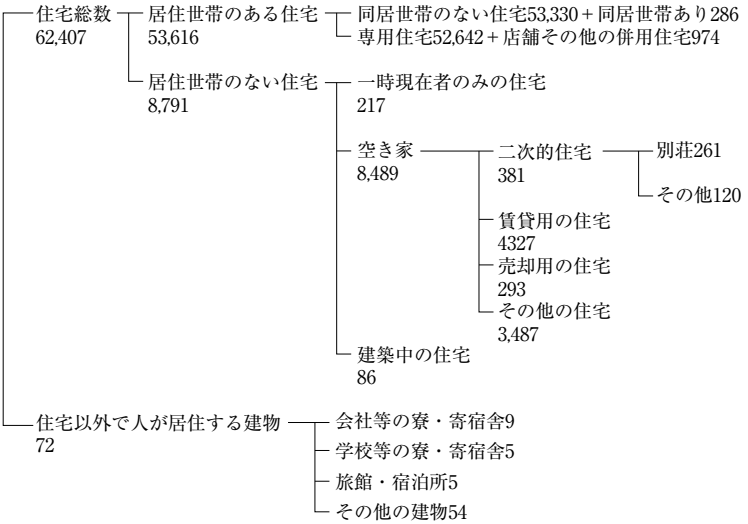 住宅総数
62,407
居住世帯のある住宅
53,616
同居世帯のない住宅53,330＋同居世帯あり286
専用住宅52,642＋店舗その他の併用住宅974
居住世帯のない住宅
8,791
一時現在者のみの住宅
217
空き家
8,489
二次的住宅
381
別荘261
その他120
賃貸用の住宅
4327
売却用の住宅
293
その他の住宅
3,487
建築中の住宅
86
住宅以外で人が居住する建物
72
会社等の寮・寄宿舎9
学校等の寮・寄宿舎5
旅館・宿泊所5
その他の建物54